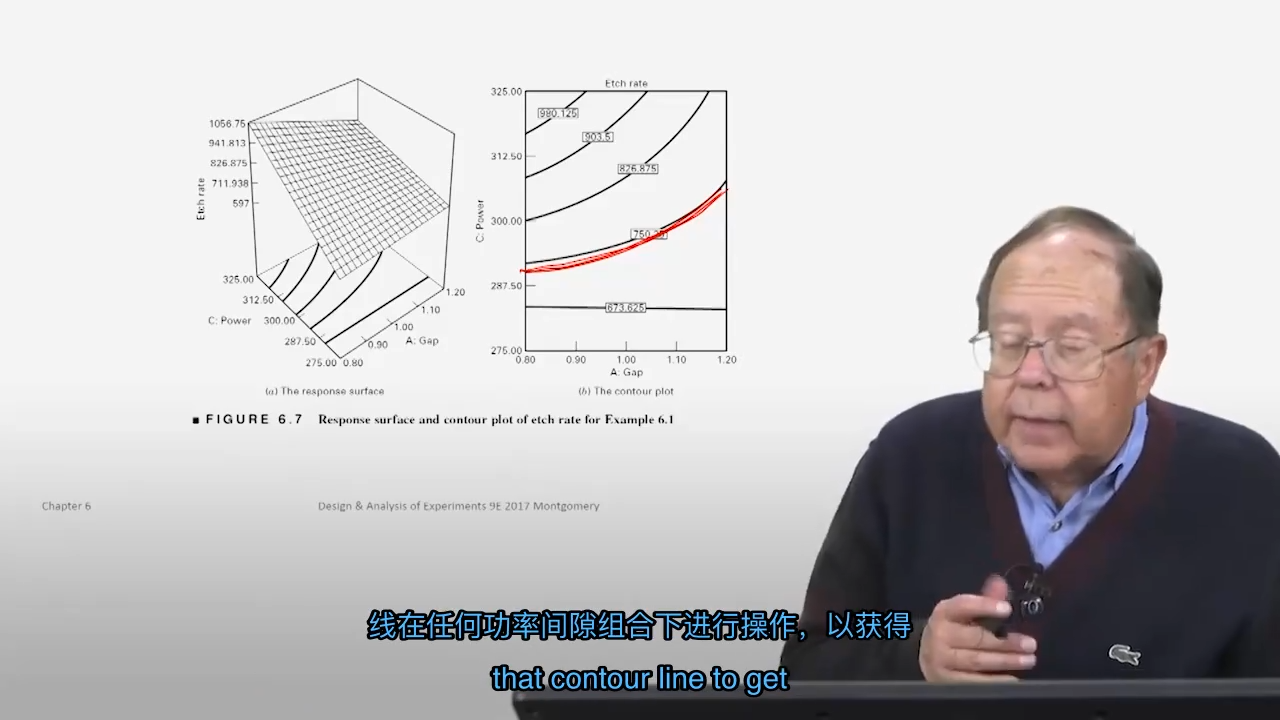 Etch rate
325.00
980.125
903.5
312.50
826.875
C: Power
300.00
750.25
287.50
673.625
275.00
0.80 0.90 1.00 1.10 1.20
A: Gap
(b) The contour plot
1056.75
941.813
826.875
711.938
597
Etch rate
325.00
312.50
C: Power
300.00
287.50
275.00
0.80
0.90
1.00
1.10
1.20
A: Gap
(a) The response surface
■ FIGURE 6.7 Response surface and contour plot of etch rate for Example 6.1
Chapter 6
Design & Analysis of Experiments 9E 2017 Montgomery
线在任何功率间隙组合下进行操作，以获得
that contour line to get